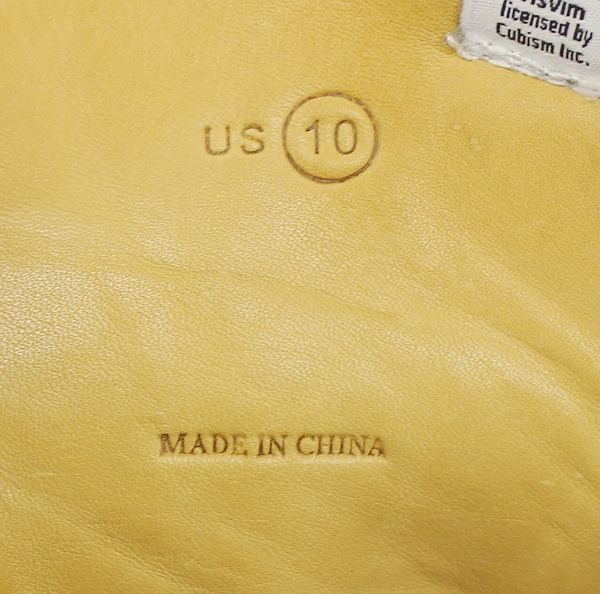 licensed by
Cubism Inc.
US 10
MADE IN CHINA